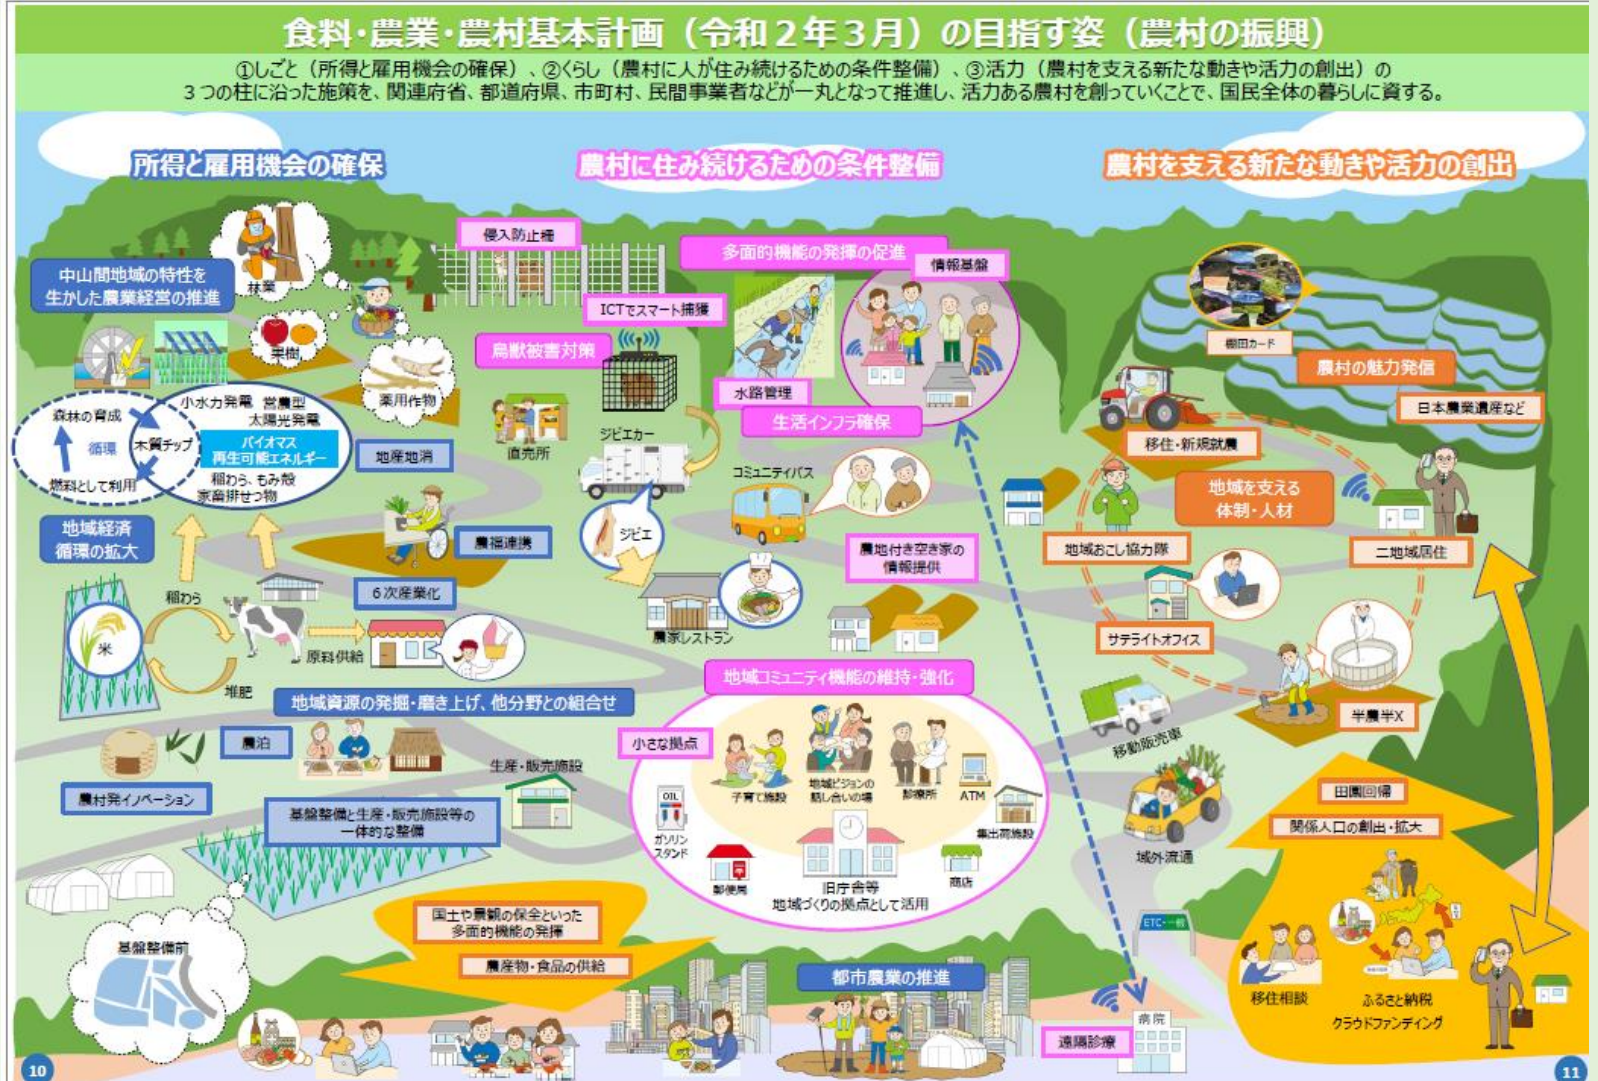 食料・農業・農村基本計画（令和２年３月）の目指す姿（農村の振興）
①しごと（所得と雇用機会の確保）、②くらし（農村に人が住み続けるための条件整備）、③活力（農村を支える新たな動きや活力の創出）の
３つの柱に沿った施策を、関連府省、都道府県、市町村、民間事業者などが一丸となって推進し、活力ある農村を創っていくことで、国民全体の暮らしに資する。
所得と雇用機会の確保
農村に住み続けるための条件整備
農村を支える新たな動きや活力の創出
中山間地域の特性を
生かした農業経営の推進
林業
果樹
薬用作物
小水力発電
営農型
太陽光発電
バイオマス
再生可能エネルギー
稲わら、もみ殻
家畜排せつ物
森林の育成
循環
木質チップ
燃料として利用
地産地消
地域経済
循環の拡大
農福連携
６次産業化
稲わら
米
堆肥
原料供給
地域資源の発掘・磨き上げ、他分野との組合せ
農泊
農村発イノベーション
生産・販売施設
基盤整備と生産・販売施設等の
一体的な整備
基盤整備前
国土や景観の保全といった
多面的機能の発揮
農産物・食品の供給
侵入防止柵
ICTでスマート捕獲
鳥獣被害対策
直売所
ジビエカー
ジビエ
農家レストラン
多面的機能の発揮の促進
情報基盤
水路管理
生活インフラ確保
コミュニティバス
農地付き空き家の
情報提供
地域コミュニティ機能の維持・強化
小さな拠点
子育て施設
地域ビジョンの
話し合いの場
診療所
ATM
OIL
ガソリン
スタンド
郵便局
集出荷施設
商店
旧庁舎等
地域づくりの拠点として活用
都市農業の推進
遠隔診療
病院
ETC・一般
棚田カード
農村の魅力発信
日本農業遺産など
移住・新規就農
地域を支える
体制・人材
地域おこし協力隊
二地域居住
サテライトオフィス
半農半X
移動販売車
域外流通
田園回帰
関係人口の創出・拡大
移住相談
ふるさと納税
クラウドファンディング
10
11